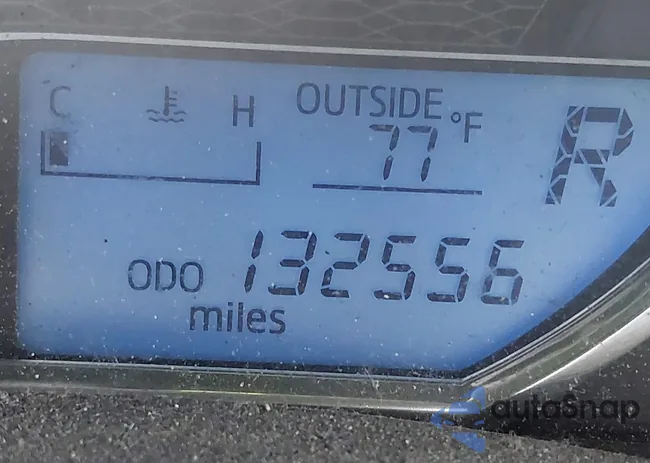 C H OUTSIDE
77 °F R
ODO 132556
miles
autoSnap